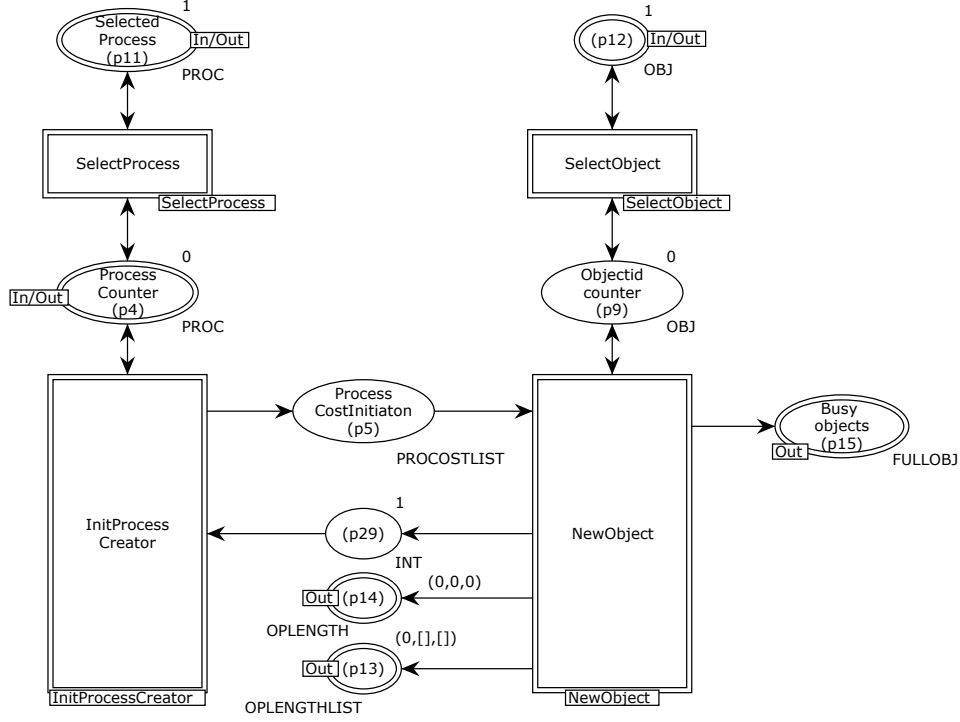 1
Selected
Process
(p11)
In/Out
PROC
1
(p12)
In/Out
OBJ
SelectProcess
SelectProcess
SelectObject
SelectObject
0
Process
Counter
(p4)
In/Out
PROC
0
Objectid
counter
(p9)
OBJ
Process
CostInitiaton
(p5)
PROCOSTLIST
Busy
objects
(p15)
Out
FULLOBJ
InitProcess
Creator
InitProcessCreator
1
(p29)
INT
NewObject
NewObject
(0,0,0)
Out
(p14)
OPLENGTH
(0,[],[])
Out
(p13)
OPLENGTHLIST